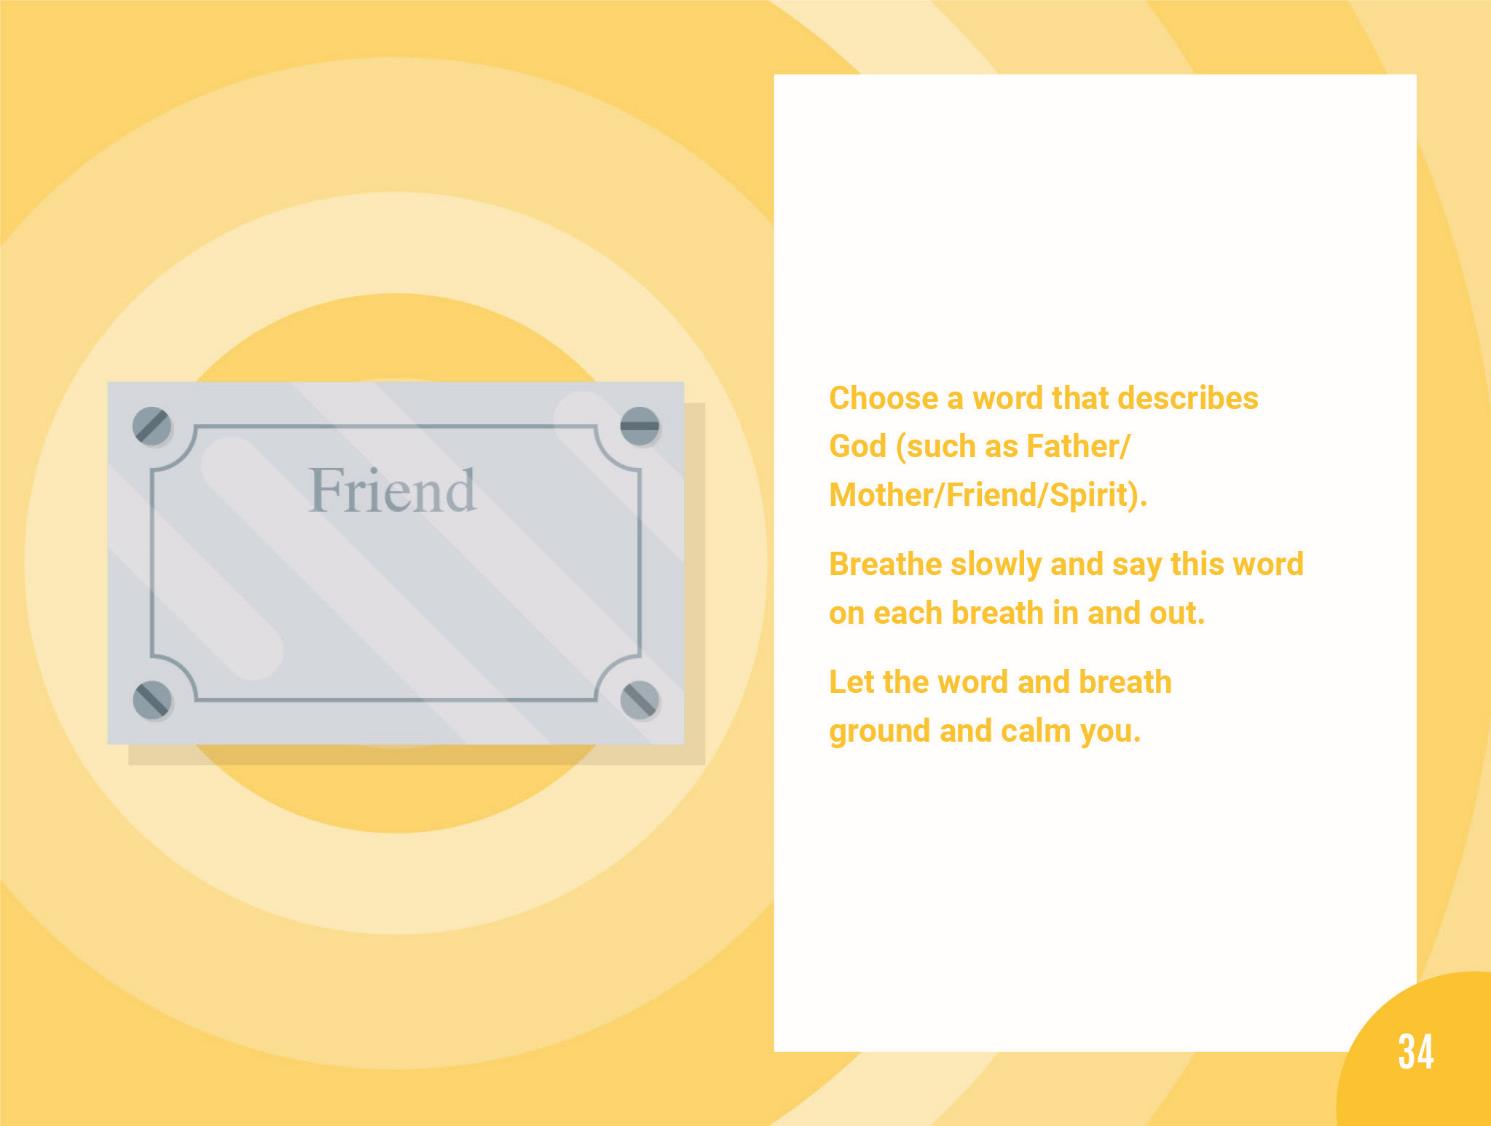 Friend
Choose a word that describes
God (such as Father/
Mother/Friend/Spirit).
Breathe slowly and say this word
on each breath in and out.
Let the word and breath
ground and calm you.
34